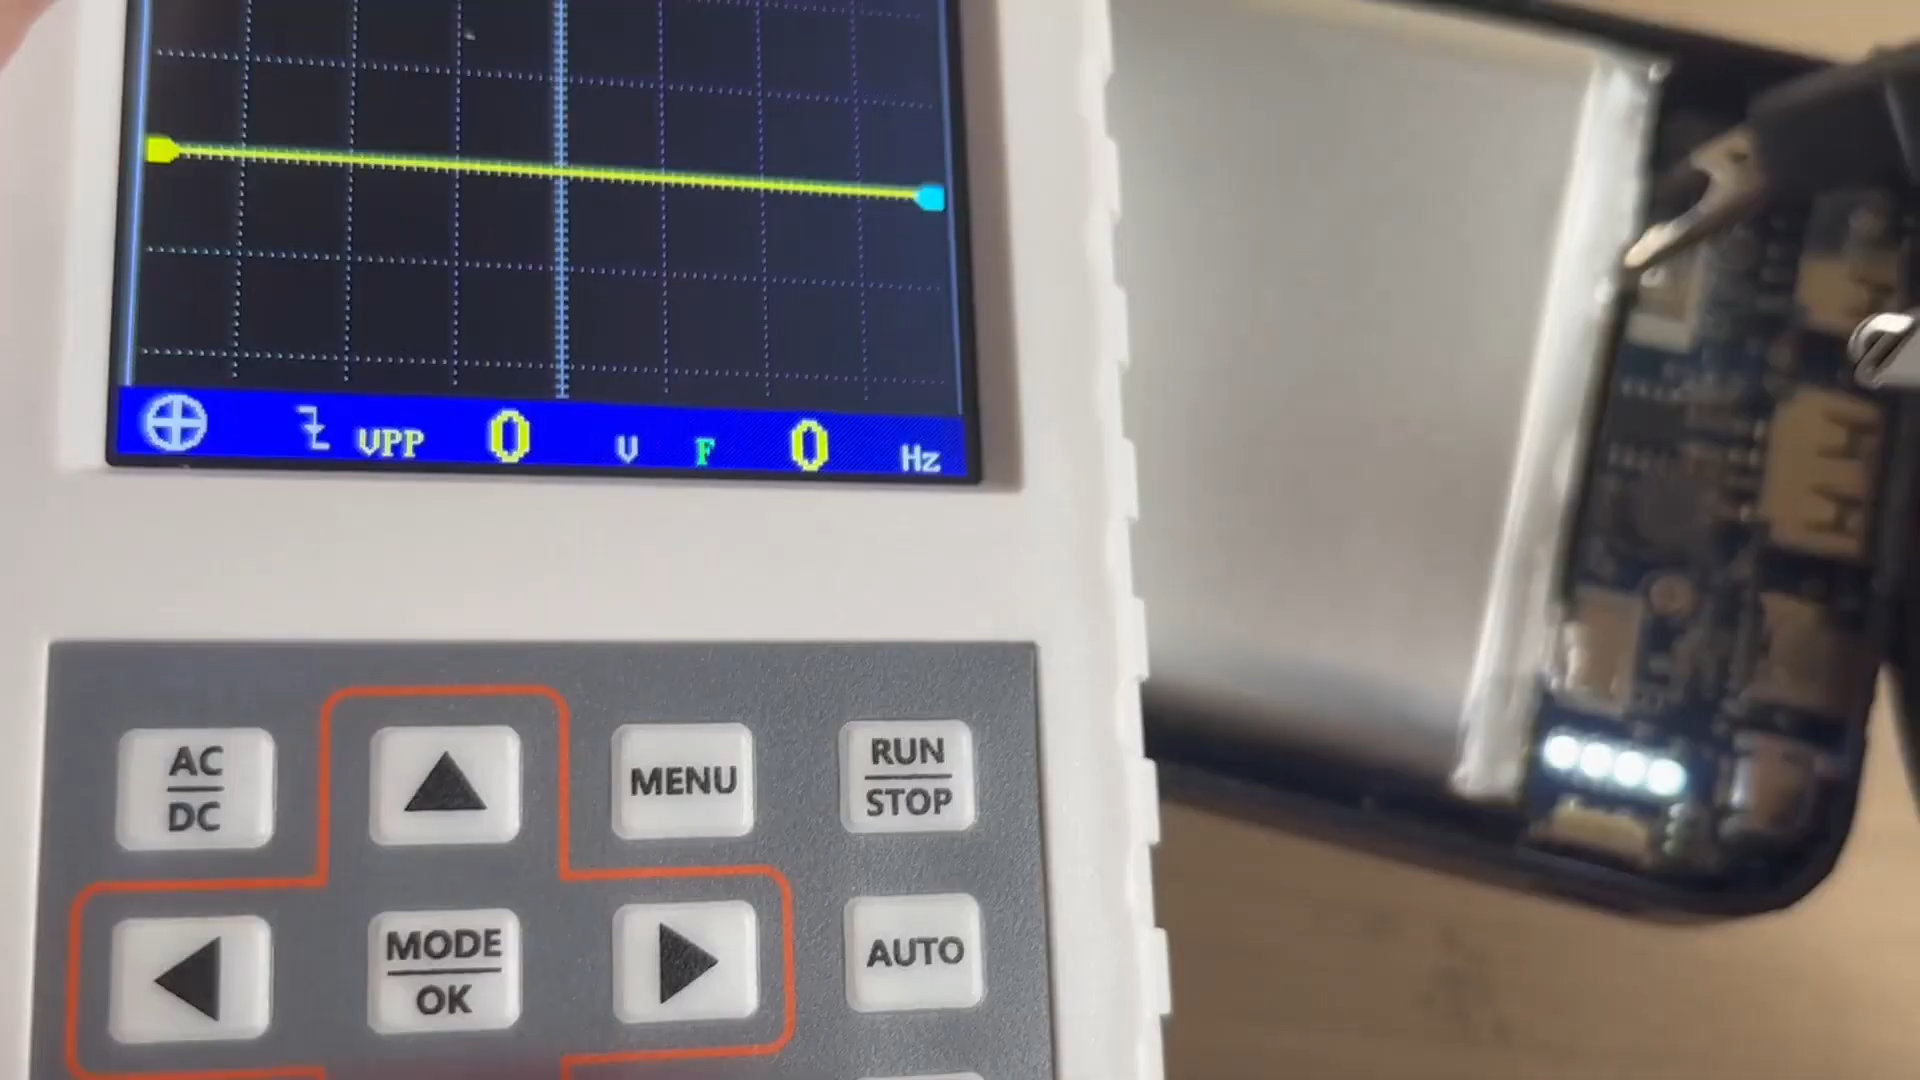 VPP 0 V F 0 Hz
AC
DC
MENU
RUN
STOP
MODE
OK
AUTO